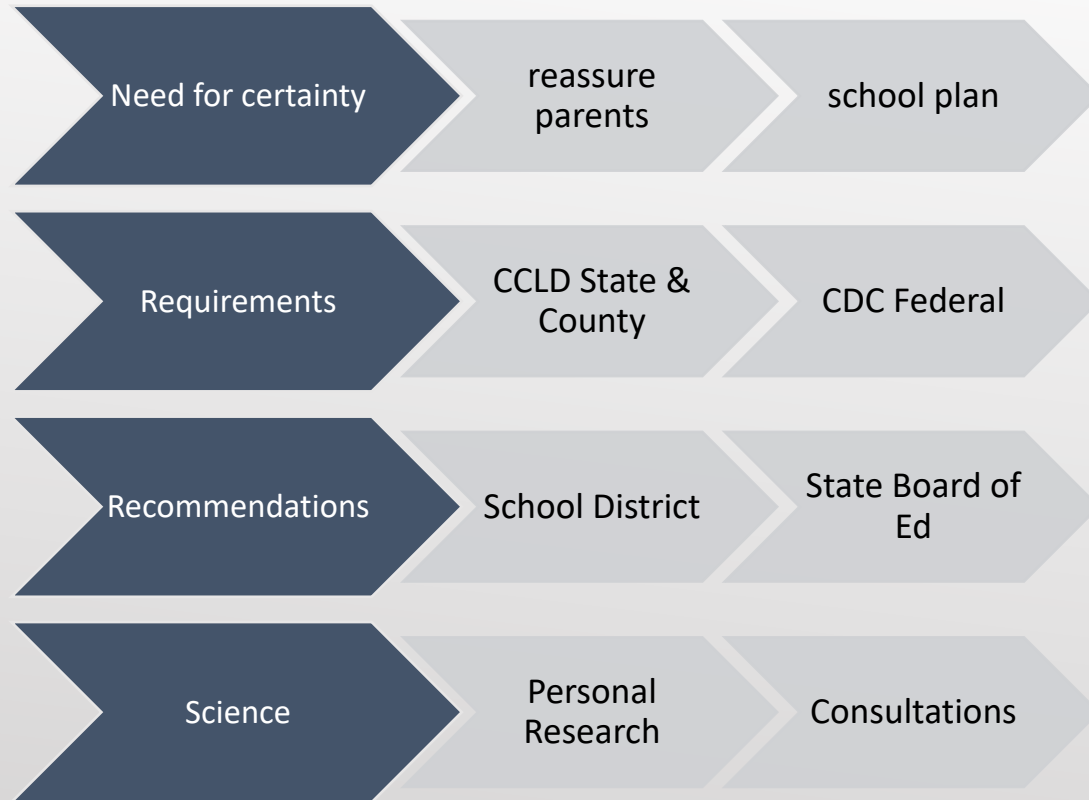 Need for certainty
reassure
parents
school plan
Requirements
CCLD State &
County
CDC Federal
Recommendations
School District
State Board of
Ed
Science
Personal
Research
Consultations